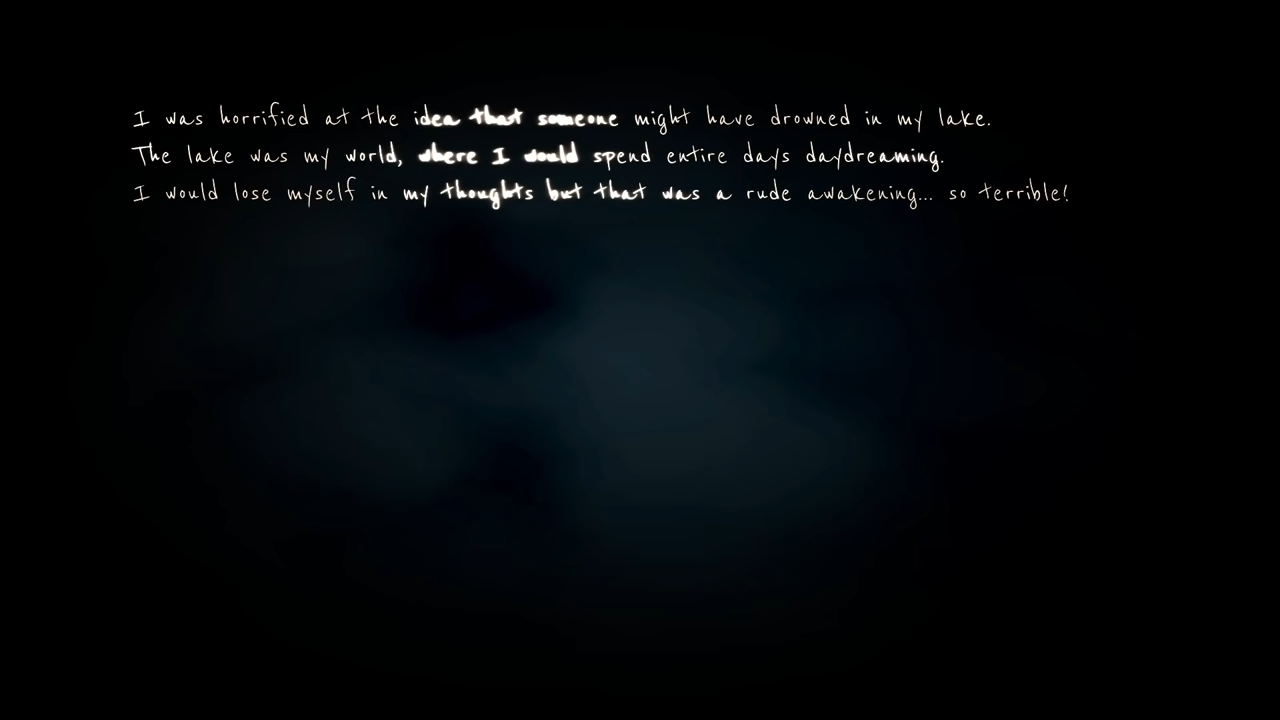 I was horrified at the idea that someone might have drowned in my lake.
The lake was my world, where I would spend entire days daydreaming.
I would lose myself in my thoughts but that was a rude awakening... so terrible!